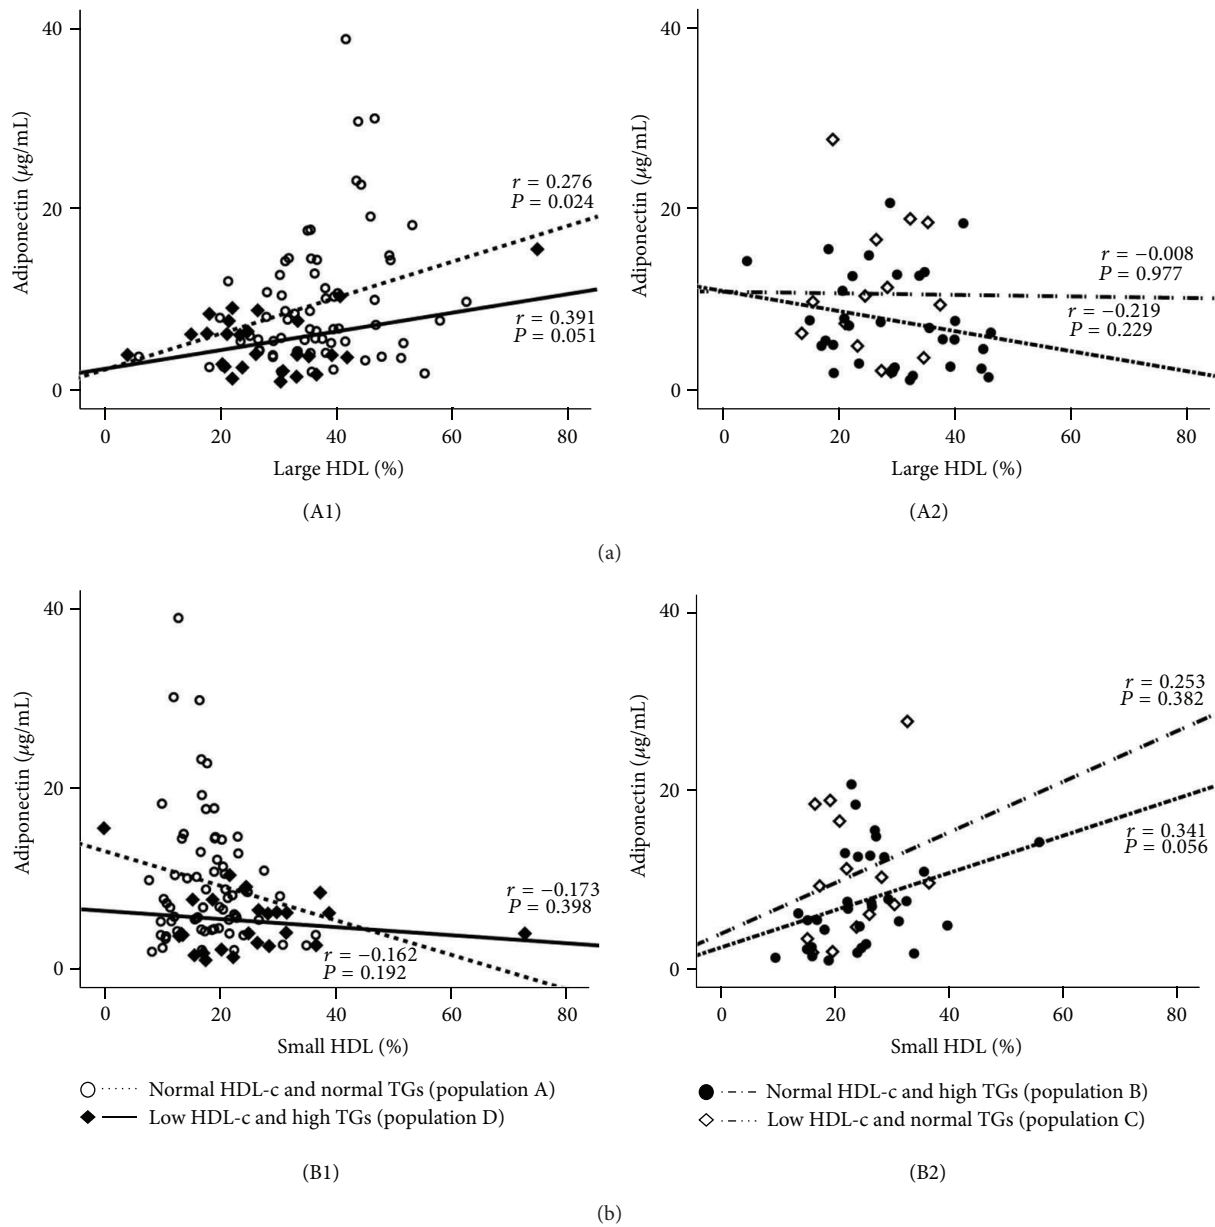 40
20
0
Adiponectin (μg/mL)
r = 0.276
P = 0.024
r = 0.391
P = 0.051
0 20 40 60 80
Large HDL (%)
(A1)
40
20
0
Adiponectin (μg/mL)
r = −0.008
P = 0.977
r = −0.219
P = 0.229
0 20 40 60 80
Large HDL (%)
(A2)
(a)
40
20
0
Adiponectin (μg/mL)
r = −0.173
P = 0.398
r = −0.162
P = 0.192
0 20 40 60 80
Small HDL (%)
Normal HDL-c and normal TGs (population A)
Low HDL-c and high TGs (population D)
(B1)
40
20
0
Adiponectin (μg/mL)
r = 0.253
P = 0.382
r = 0.341
P = 0.056
0 20 40 60 80
Small HDL (%)
Normal HDL-c and high TGs (population B)
Low HDL-c and normal TGs (population C)
(B2)
(b)